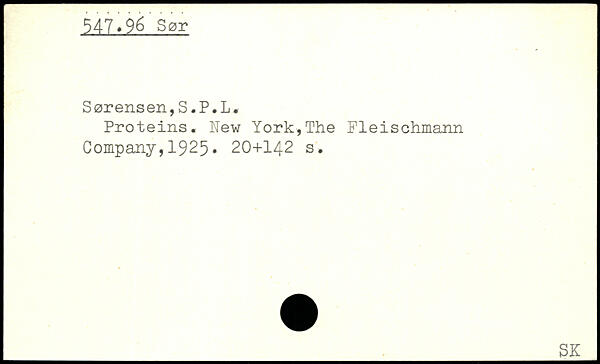 547.96 Sør
Sørensen,S.P.L.
Proteins. New York,The Fleischmann
Company,1925. 20+142 s.
SK